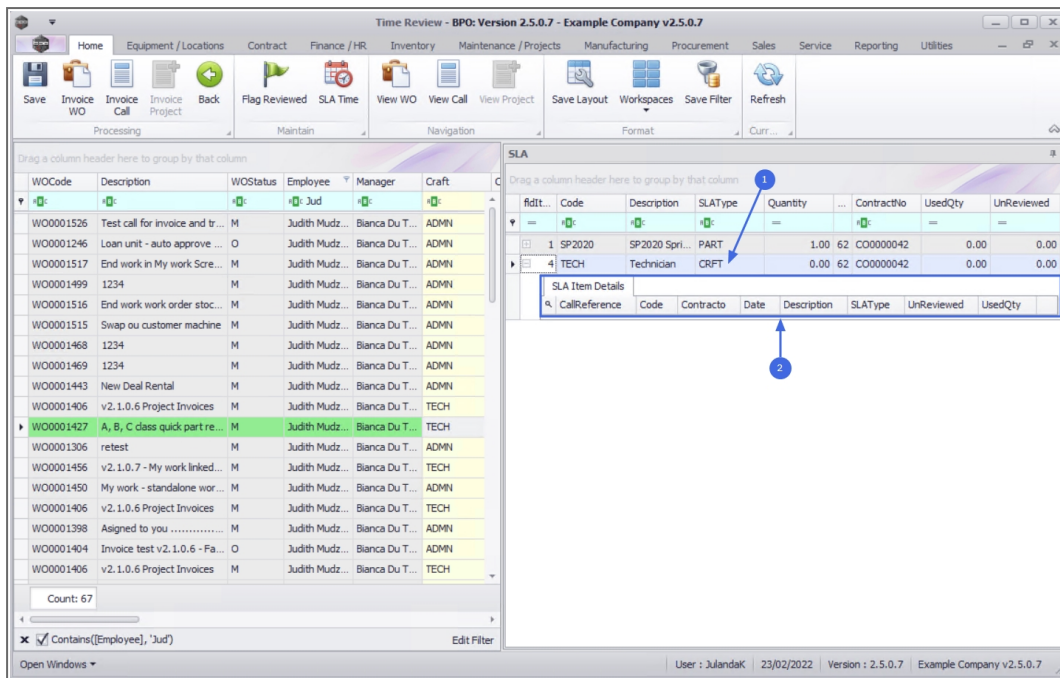 Time Review - BPO: Version 2.5.0.7 - Example Company v2.5.0.7
Home Equipment / Locations Contract Finance / HR Inventory Maintenance / Projects Manufacturing Procurement Sales Service Reporting Utilities
Save Invoice WO Invoice Call Invoice Project Back Flag Reviewed SLA Time View WO View Call View Project Save Layout Workspaces Save Filter Refresh
Processing Maintain Navigation Format Curr...
Drag a column header here to group by that column
WOCode Description WOStatus Employee Manager Craft C
Jud
WO0001526 Test call for invoice and tr... M Judith Mudz... Bianca Du T... ADMN
WO0001246 Loan unit - auto approve ... O Judith Mudz... Bianca Du T... ADMN
WO0001517 End work in My work Scre... M Judith Mudz... Bianca Du T... ADMN
WO0001499 1234 M Judith Mudz... Bianca Du T... ADMN
WO0001516 End work work order stoc... M Judith Mudz... Bianca Du T... ADMN
WO0001515 Swap ou customer machine M Judith Mudz... Bianca Du T... ADMN
WO0001468 1234 M Judith Mudz... Bianca Du T... ADMN
WO0001469 1234 M Judith Mudz... Bianca Du T... ADMN
WO0001443 New Deal Rental M Judith Mudz... Bianca Du T... ADMN
WO0001406 v2.1.0.6 Project Invoices M Judith Mudz... Bianca Du T... TECH
WO0001427 A, B, C class quick part re... M Judith Mudz... Bianca Du T... TECH
WO0001306 retest M Judith Mudz... Bianca Du T... ADMN
WO0001456 v2.1.0.7 - My work linked... M Judith Mudz... Bianca Du T... TECH
WO0001450 My work - standalone wor... M Judith Mudz... Bianca Du T... ADMN
WO0001406 v2.1.0.6 Project Invoices M Judith Mudz... Bianca Du T... TECH
WO0001398 Asigned to you ............... M Judith Mudz... Bianca Du T... ADMN
WO0001404 Invoice test v2.1.0.6 - Fa... O Judith Mudz... Bianca Du T... ADMN
WO0001406 v2.1.0.6 Project Invoices M Judith Mudz... Bianca Du T... TECH
Count: 67
Contains([Employee], 'Jud') Edit Filter
SLA
Drag a column header here to group by that column
1
fldIt... Code Description SLAType Quantity ... ContractNo UsedQty UnReviewed
= = = =
1 SP2020 SP2020 Spri... PART 1.00 62 CO0000042 0.00 0.00
4 TECH Technician CRFT 0.00 62 CO0000042 0.00 0.00
SLA Item Details
CallReference Code Contracto Date Description SLAType UnReviewed UsedQty
2
Open Windows User : JulandaK 23/02/2022 Version : 2.5.0.7 Example Company v2.5.0.7